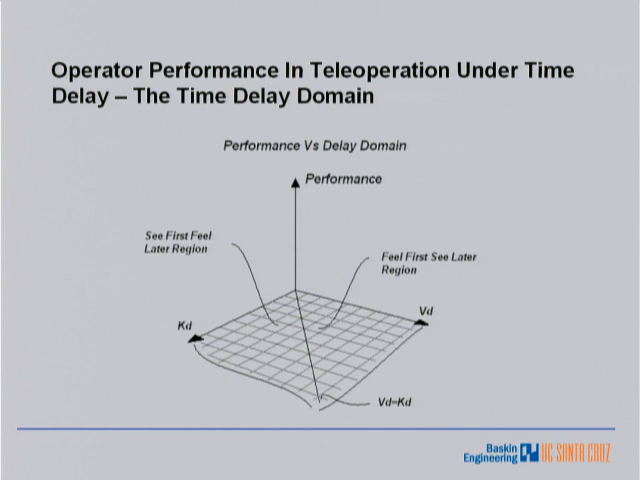 Operator Performance In Teleoperation Under Time
Delay – The Time Delay Domain
Performance Vs Delay Domain
Performance
See First Feel
Later Region
Feel First See Later
Region
Vd
Kd
Vd=Kd
Baskin
Engineering
UC SANTA CRUZ